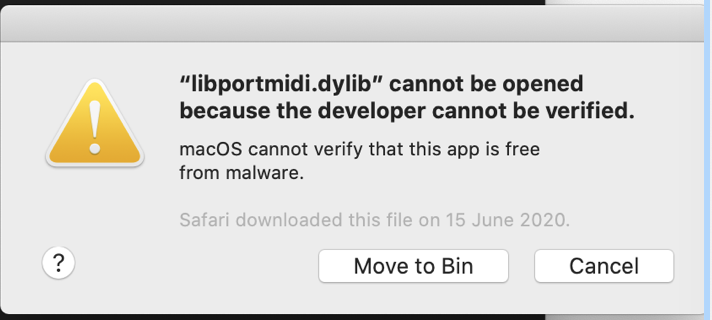 “libportmidi.dylib” cannot be opened
because the developer cannot be verified.
macOS cannot verify that this app is free
from malware.
Safari downloaded this file on 15 June 2020.
?
Move to Bin
Cancel